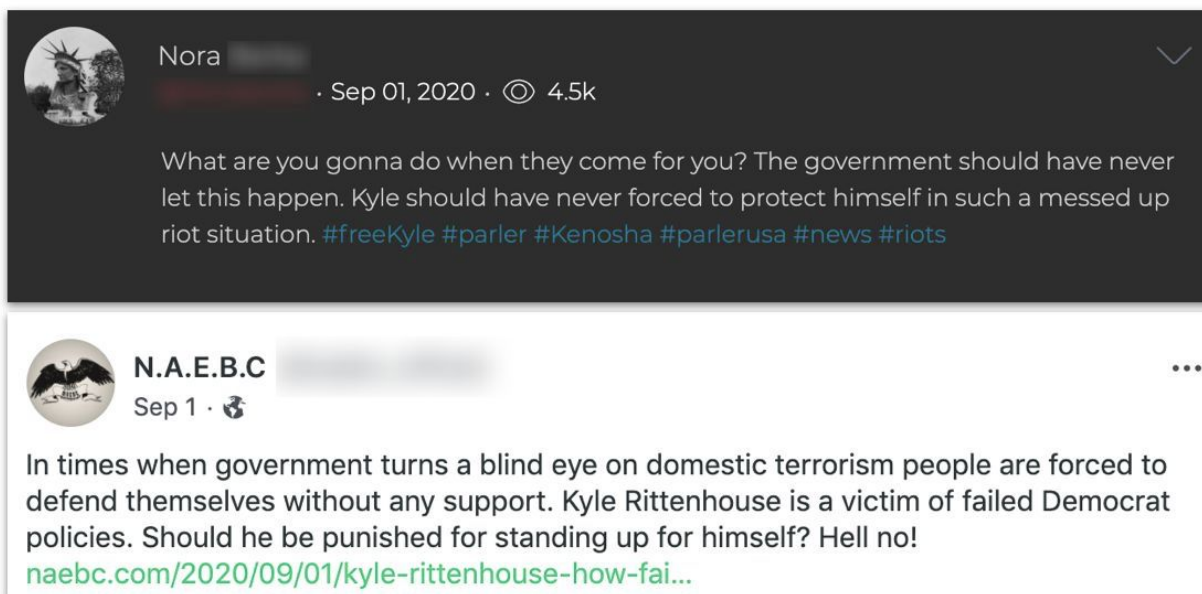 Nora
· Sep 01, 2020 · 4.5k
What are you gonna do when they come for you? The government should have never
let this happen. Kyle should have never forced to protect himself in such a messed up
riot situation. #freeKyle #parler #Kenosha #parlerusa #news #riots
N.A.E.B.C
Sep 1 ·
In times when government turns a blind eye on domestic terrorism people are forced to
defend themselves without any support. Kyle Rittenhouse is a victim of failed Democrat
policies. Should he be punished for standing up for himself? Hell no!
naebc.com/2020/09/01/kyle-rittenhouse-how-fai...